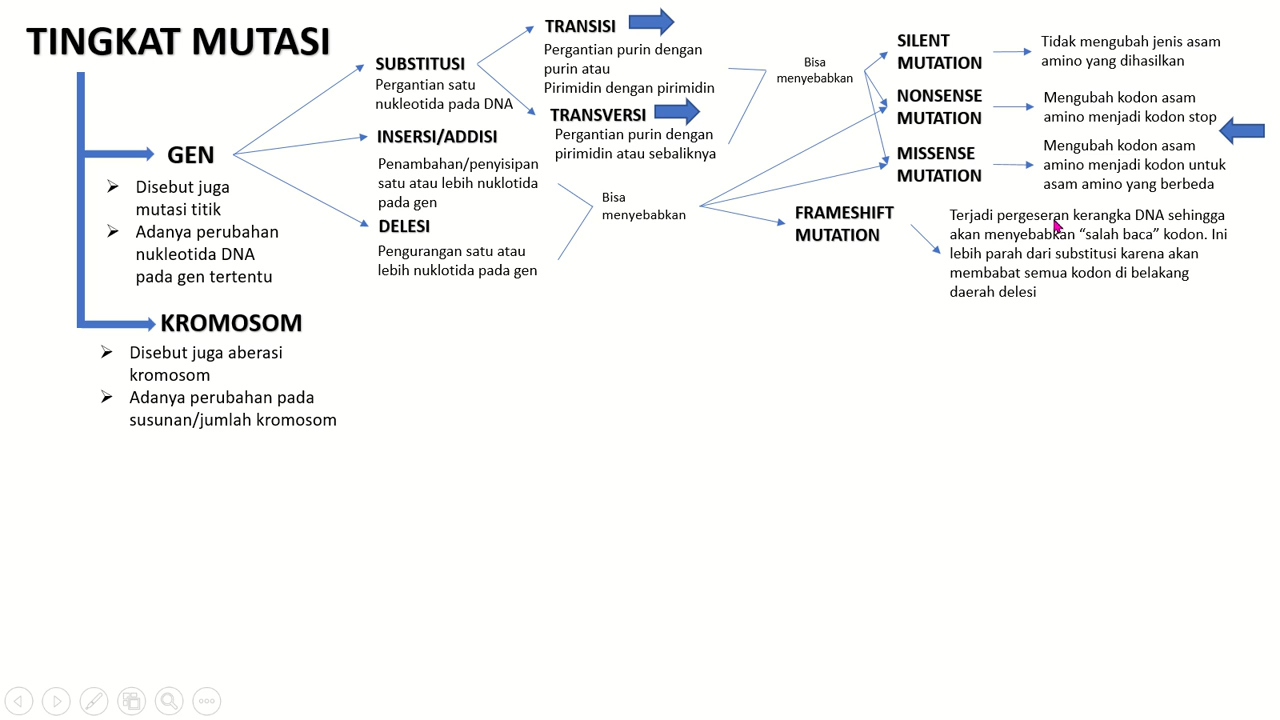 TINGKAT MUTASI
GEN
Disebut juga
mutasi titik
Adanya perubahan
nukleotida DNA
pada gen tertentu
KROMOSOM
Disebut juga aberasi
kromosom
Adanya perubahan pada
susunan/jumlah kromosom
SUBSTITUSI
Pergantian satu
nukleotida pada DNA
INSERSI/ADDISI
Penambahan/penyisipan
satu atau lebih nuklotida
pada gen
DELESI
Pengurangan satu atau
lebih nuklotida pada gen
TRANSISI
Pergantian purin dengan
purin atau
Pirimidin dengan pirimidin
TRANSVERSI
Pergantian purin dengan
pirimidin atau sebaliknya
Bisa
menyebabkan
Bisa
menyebabkan
SILENT
MUTATION
Tidak mengubah jenis asam
amino yang dihasilkan
NONSENSE
MUTATION
Mengubah kodon asam
amino menjadi kodon stop
MISSENSE
MUTATION
Mengubah kodon asam
amino menjadi kodon untuk
asam amino yang berbeda
FRAMESHIFT
MUTATION
Terjadi pergeseran kerangka DNA sehingga
akan menyebabkan “salah baca” kodon. Ini
lebih parah dari substitusi karena akan
membabat semua kodon di belakang
daerah delesi